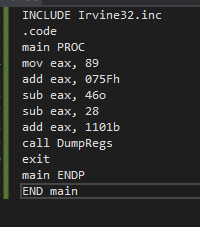 INCLUDE Irvine32.inc
.code
main PROC
mov eax, 89
add eax, 075Fh
sub eax, 46o
sub eax, 28
add eax, 1101b
call DumpRegs
exit
main ENDP
END main